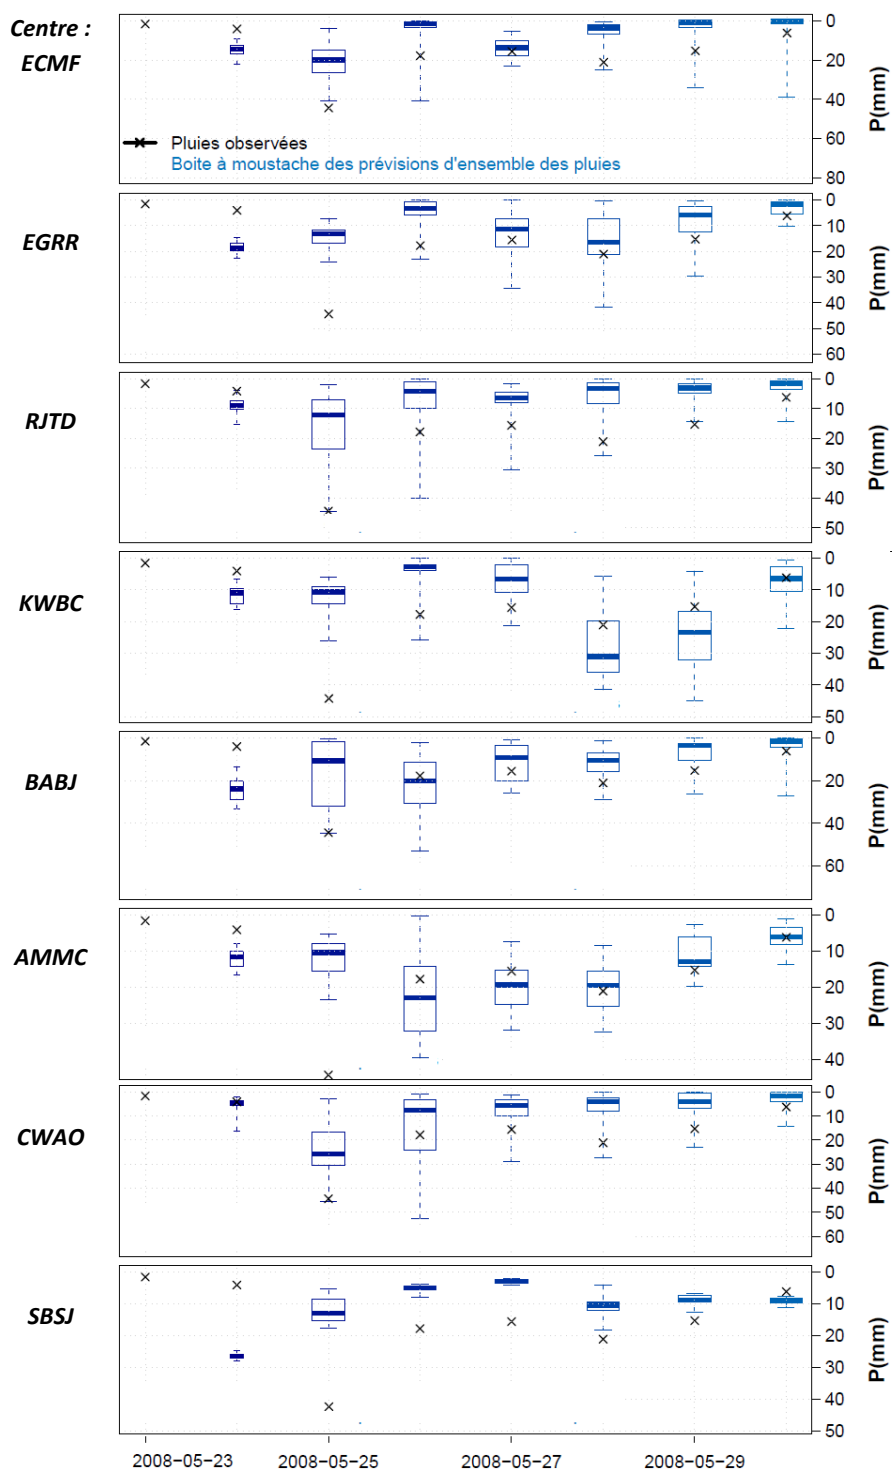 Centre :
ECMF
0
20
40
60
80
P(mm)
Pluies observées
Boite à moustache des prévisions d'ensemble des pluies
EGRR
0
10
20
30
40
50
60
P(mm)
RJTD
0
10
20
30
40
50
P(mm)
KWBC
0
10
20
30
40
50
P(mm)
BABJ
0
20
40
60
P(mm)
AMMC
0
10
20
30
40
P(mm)
CWAO
0
10
20
30
40
50
60
P(mm)
SBSJ
0
10
20
30
40
50
P(mm)
2008-05-23 2008-05-25 2008-05-27 2008-05-29